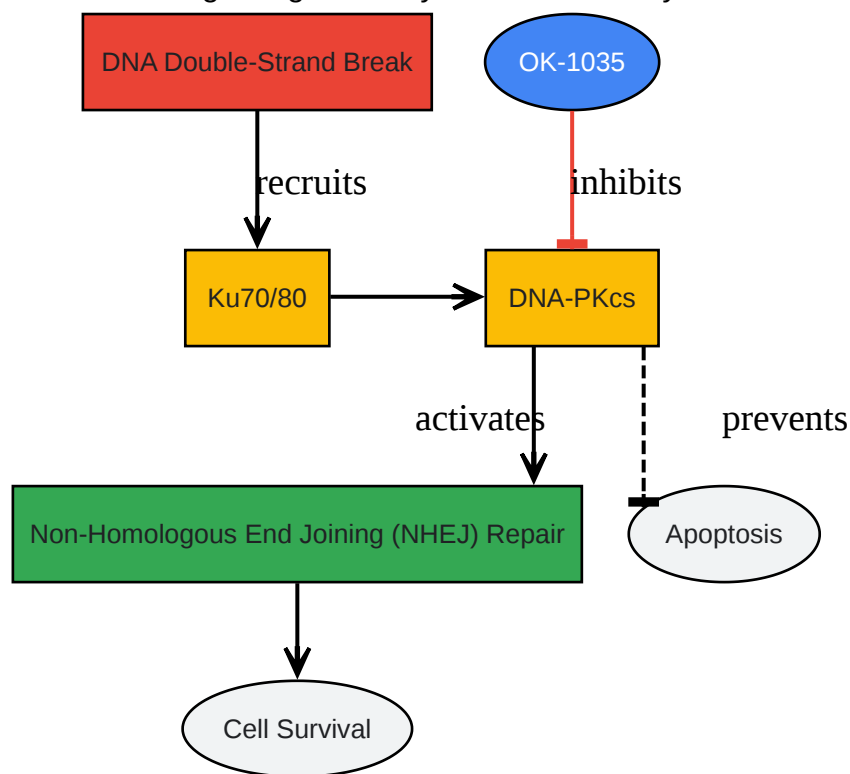 DNA Double-Strand Break
OK-1035
recruits
inhibits
Ku70/80
DNA-PKcs
activates
prevents
Non-Homologous End Joining (NHEJ) Repair
Apoptosis
Cell Survival